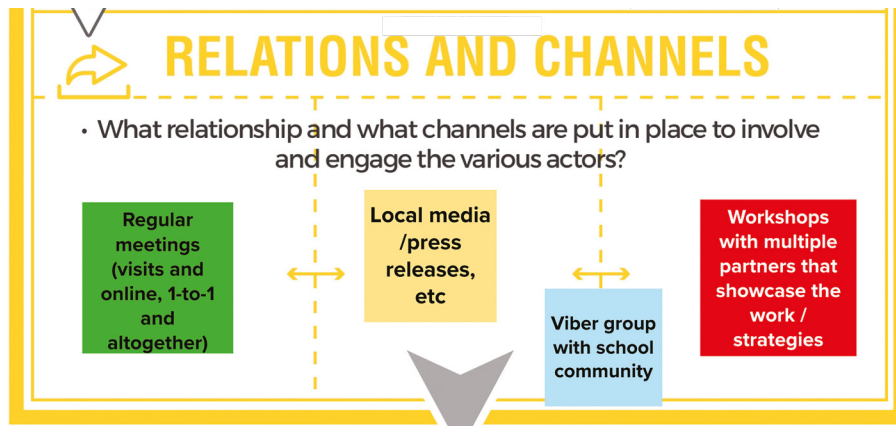 RELATIONS AND CHANNELS
• What relationship and what channels are put in place to involve
and engage the various actors?
Regular
meetings
(visits and
online, 1-to-1
and
altogether)
Local media
/press
releases,
etc
Viber group
with school
community
Workshops
with multiple
partners that
showcase the
work /
strategies